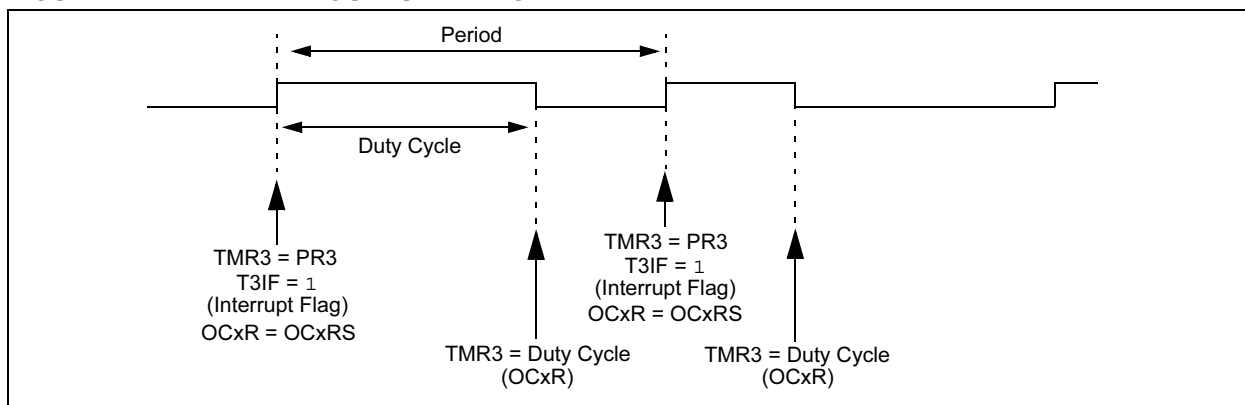 Period
Duty Cycle
TMR3 = PR3
T3IF = 1
(Interrupt Flag)
OCxR = OCxRS
TMR3 = Duty Cycle
(OCxR)
TMR3 = PR3
T3IF = 1
(Interrupt Flag)
OCxR = OCxRS
TMR3 = Duty Cycle
(OCxR)